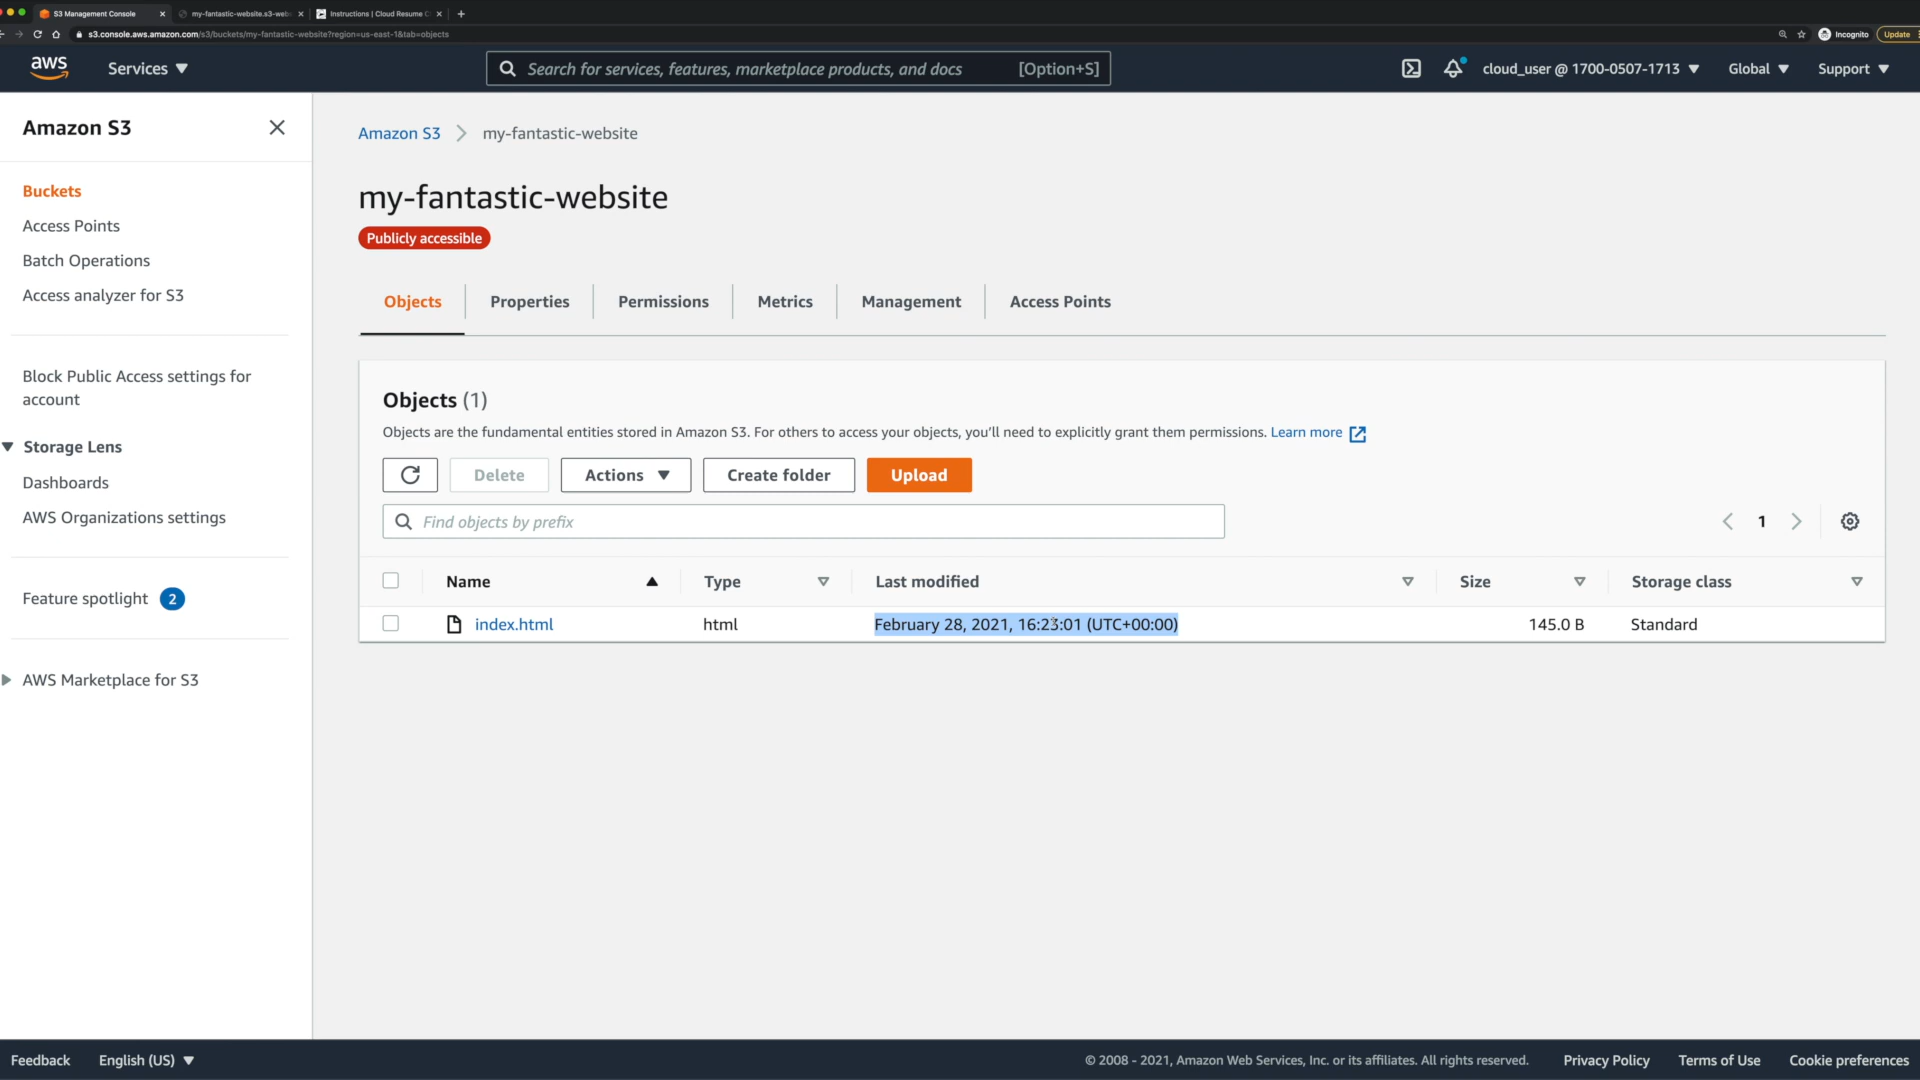 S3 Management Console
my-fantastic-website.s3-web
Instructions | Cloud Resume C
s3.console.aws.amazon.com/s3/buckets/my-fantastic-website?region=us-east-1&tab=objects
Incognito
Update
aws
Services
Search for services, features, marketplace products, and docs [Option+S]
cloud_user @ 1700-0507-1713
Global
Support
Amazon S3
Buckets
Access Points
Batch Operations
Access analyzer for S3
Block Public Access settings for
account
Storage Lens
Dashboards
AWS Organizations settings
Feature spotlight 2
AWS Marketplace for S3
Amazon S3 my-fantastic-website
my-fantastic-website
Publicly accessible
Objects Properties Permissions Metrics Management Access Points
Objects (1)
Objects are the fundamental entities stored in Amazon S3. For others to access your objects, you'll need to explicitly grant them permissions. Learn more
Delete Actions Create folder Upload
Find objects by prefix
1
Name Type Last modified Size Storage class
index.html html February 28, 2021, 16:23:01 (UTC+00:00) 145.0 B Standard
Feedback English (US) © 2008 - 2021, Amazon Web Services, Inc. or its affiliates. All rights reserved. Privacy Policy Terms of Use Cookie preferences